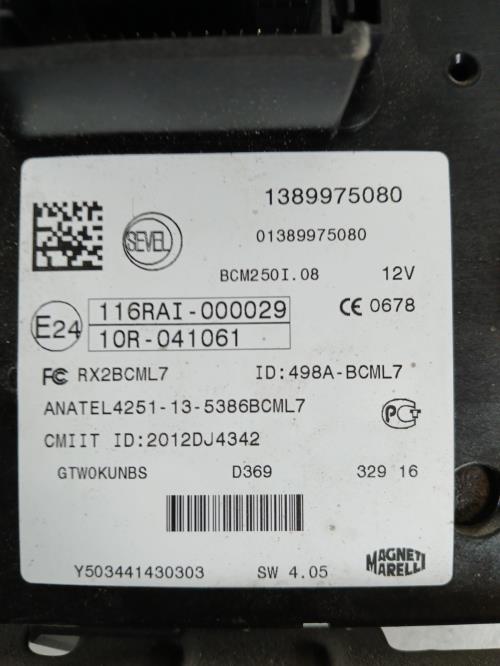 1389975080
SEVEL
01389975080
BCM250I.08 12V
E24 116RAI-000029 CE 0678
10R-041061
FC RX2BCML7 ID:498A-BCML7
ANATEL4251-13-5386BCML7
CMIIT ID:2012DJ4342
GTW0KUNBS D369 329 16
Y503441430303 SW 4.05
MAGNETI MARELLI